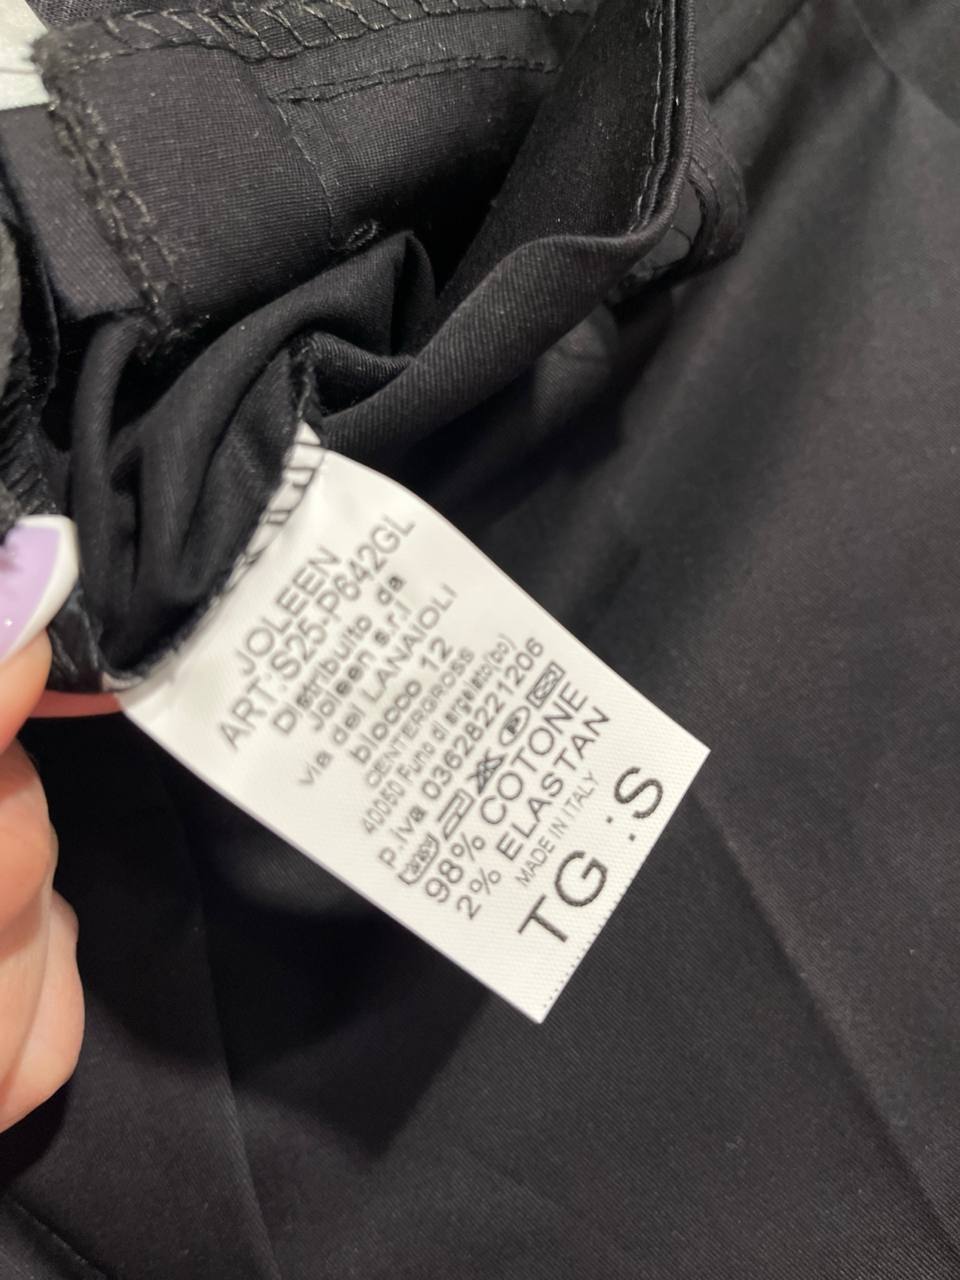 JOLEEN
ART:S25-P642GL
Distribuito da
Joleen s.r.l
via dei LANAIOLI
blocco 12
CENTERGROSS
40050 Funo di argelato(bo)
p.iva 03628221206
98% COTONE
2% ELASTAN
MADE IN ITALY
TG :S